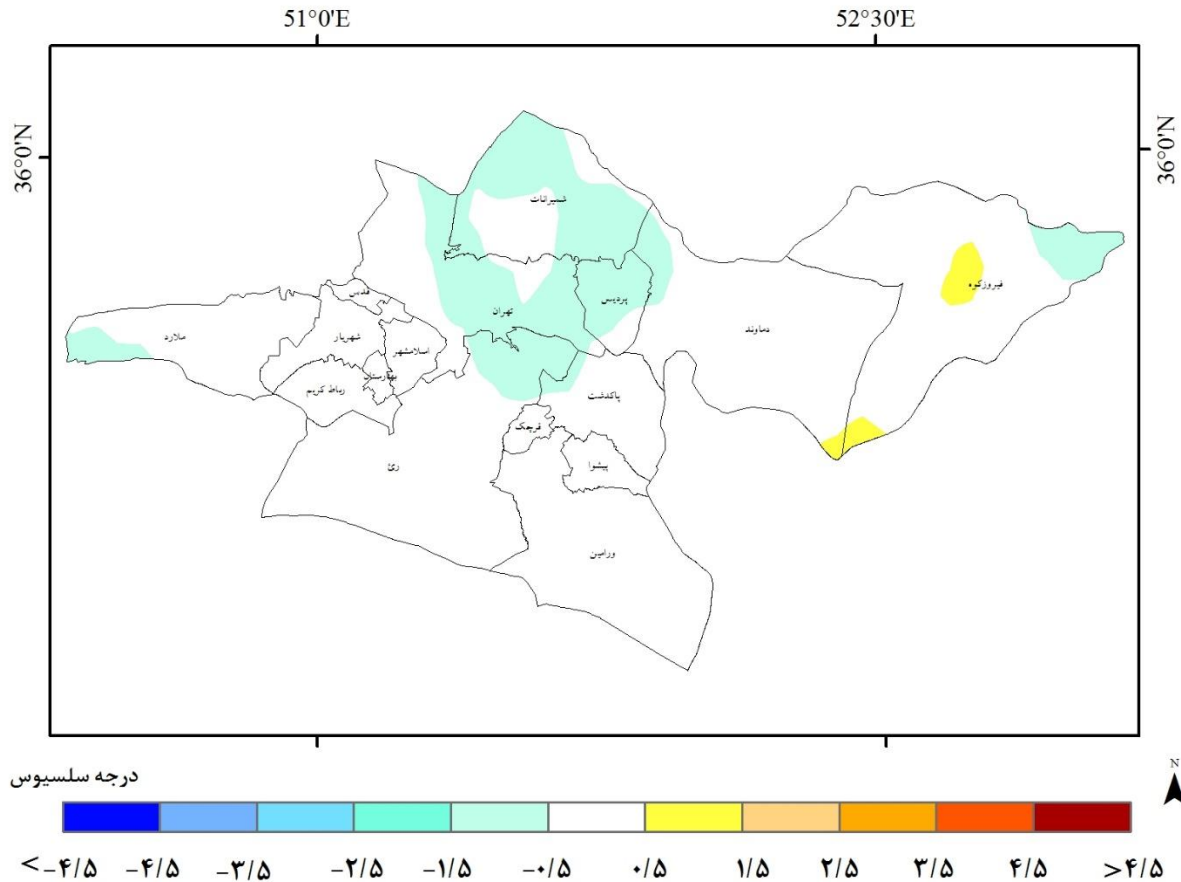 51°0'E 52°30'E
36°0'N 36°0'N
شمیرانات
فیروزکوه
پردیس
قدس
تهران
دماوند
ملارد
شهریار
اسلامشهر
بهارستان
رباط کریم
پاکدشت
قرچک
پیشوا
ری
ورامین
درجه سلسیوس
N
<-۴/۵ -۴/۵ -۳/۵ -۲/۵ -۱/۵ -۰/۵ ۰/۵ ۱/۵ ۲/۵ ۳/۵ ۴/۵ >۴/۵